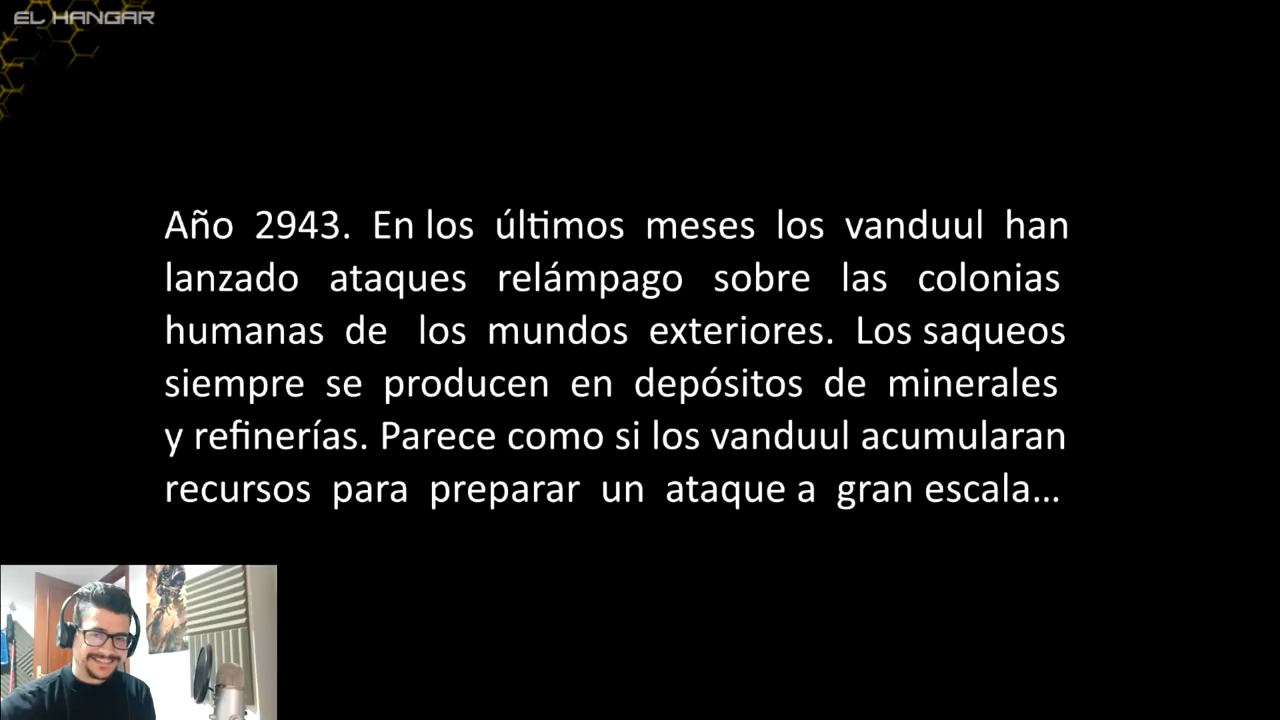 EL HANGAR
Año 2943. En los últimos meses los vanduul han
lanzado ataques relámpago sobre las colonias
humanas de los mundos exteriores. Los saqueos
siempre se producen en depósitos de minerales
y refinerías. Parece como si los vanduul acumularan
recursos para preparar un ataque a gran escala...